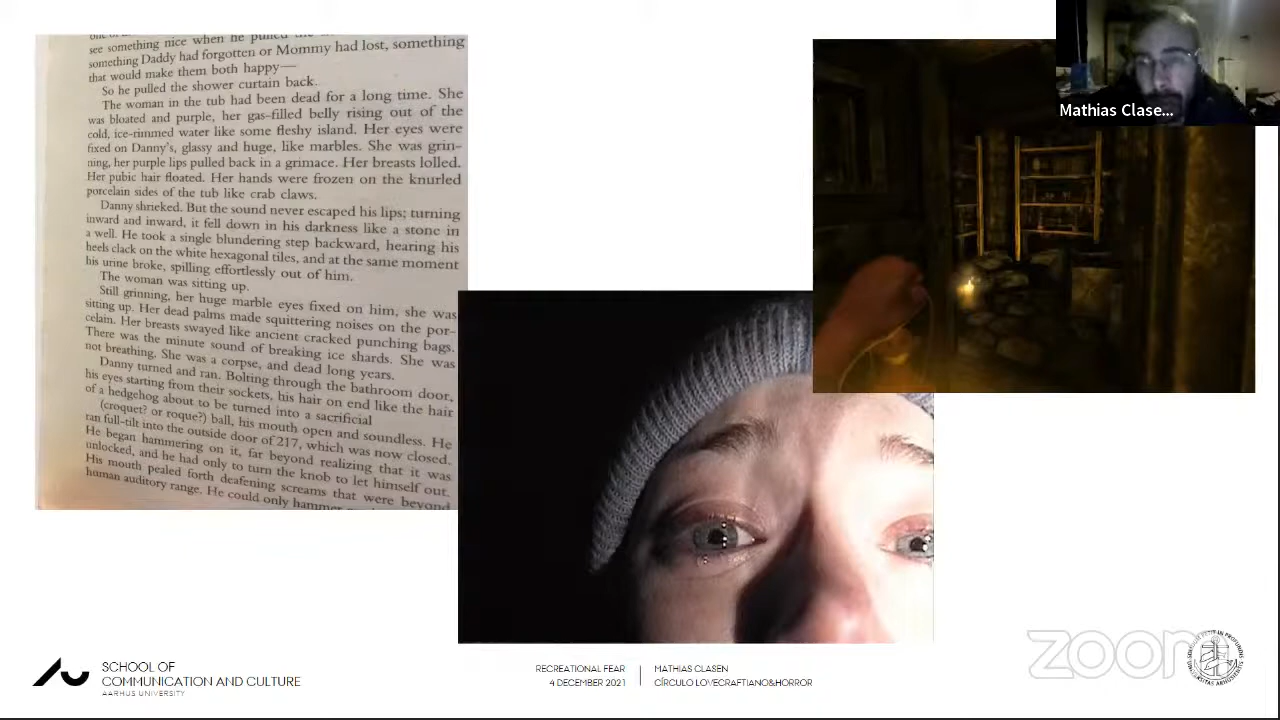 see something nice when he pulled the
something Daddy had forgotten or Mommy had lost, something
that would make them both happy—
So he pulled the shower curtain back.
The woman in the tub had been dead for a long time. She
was bloated and purple, her gas-filled belly rising out of the
cold, ice-rimmed water like some fleshy island. Her eyes were
fixed on Danny's, glassy and huge, like marbles. She was grin-
ning, her purple lips pulled back in a grimace. Her breasts lolled.
Her pubic hair floated. Her hands were frozen on the knurled
porcelain sides of the tub like crab claws.
Danny shrieked. But the sound never escaped his lips; turning
inward and inward, it fell down in his darkness like a stone in
a well. He took a single blundering step backward, hearing his
heels clack on the white hexagonal tiles, and at the same moment
his urine broke, spilling effortlessly out of him.
The woman was sitting up.
Still grinning, her huge marble eyes fixed on him, she was
sitting up. Her dead palms made squittering noises on the por-
celain. Her breasts swayed like ancient cracked punching bags.
There was the minute sound of breaking ice shards. She was
not breathing. She was a corpse, and dead long years.
Danny turned and ran. Bolting through the bathroom door,
his eyes starting from their sockets, his hair on end like the hair
of a hedgehog about to be turned into a sacrificial
(croquet? or roque?) ball, his mouth open and soundless. He
ran full-tilt into the outside door of 217, which was now closed.
He began hammering on it, far beyond realizing that it was
unlocked, and he had only to turn the knob to let himself out.
His mouth pealed forth deafening screams that were beyond
human auditory range. He could only hammer
Mathias Clase...
SCHOOL OF
COMMUNICATION AND CULTURE
AARHUS UNIVERSITY
RECREATIONAL FEAR
4 DECEMBER 2021
MATHIAS CLASEN
CÍRCULO LOVECRAFTIANO&HORROR
zoom